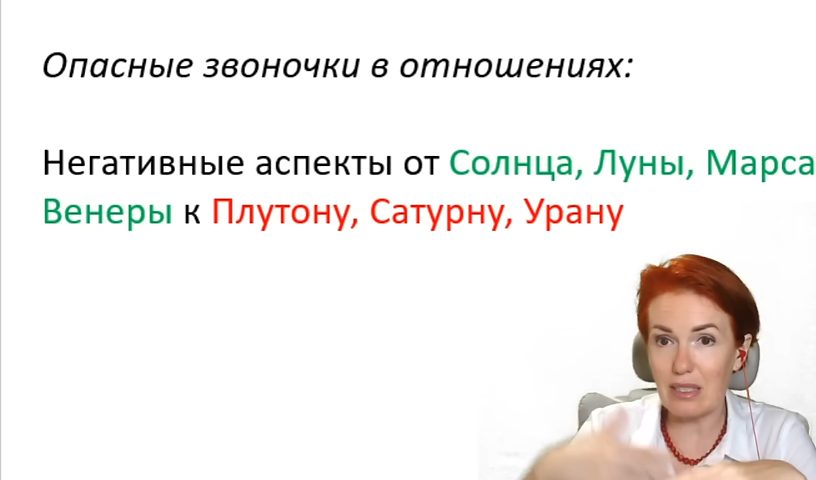 Опасные звоночки в отношениях:
Негативные аспекты от Солнца, Луны, Марса
Венеры к Плутону, Сатурну, Урану